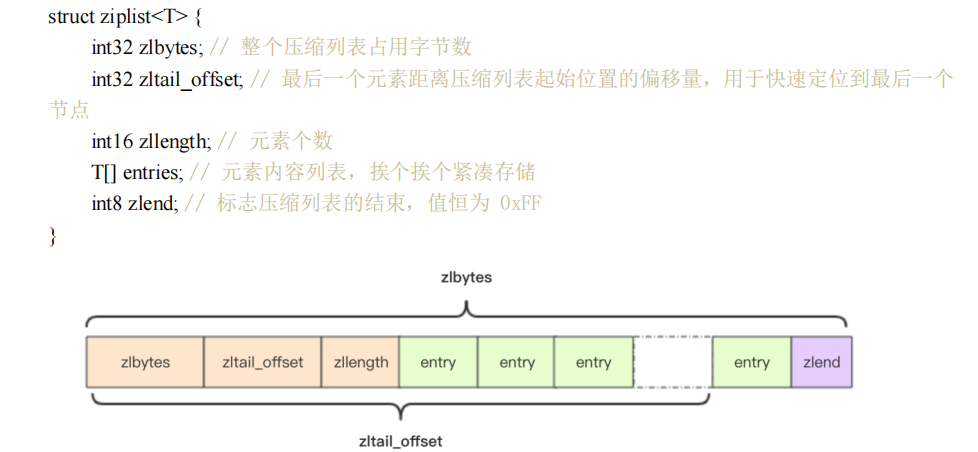 struct ziplist<T> {
int32 zlbytes; // 整个压缩列表占用字节数
int32 zltail_offset; // 最后一个元素距离压缩列表起始位置的偏移量，用于快速定位到最后一个
节点
int16 zllength; // 元素个数
T[] entries; // 元素内容列表，挨个挨个紧凑存储
int8 zlend; // 标志压缩列表的结束，值恒为 0xFF
}
zlbytes
zlbytes zltail_offset zllength entry entry entry entry zlend
zltail_offset